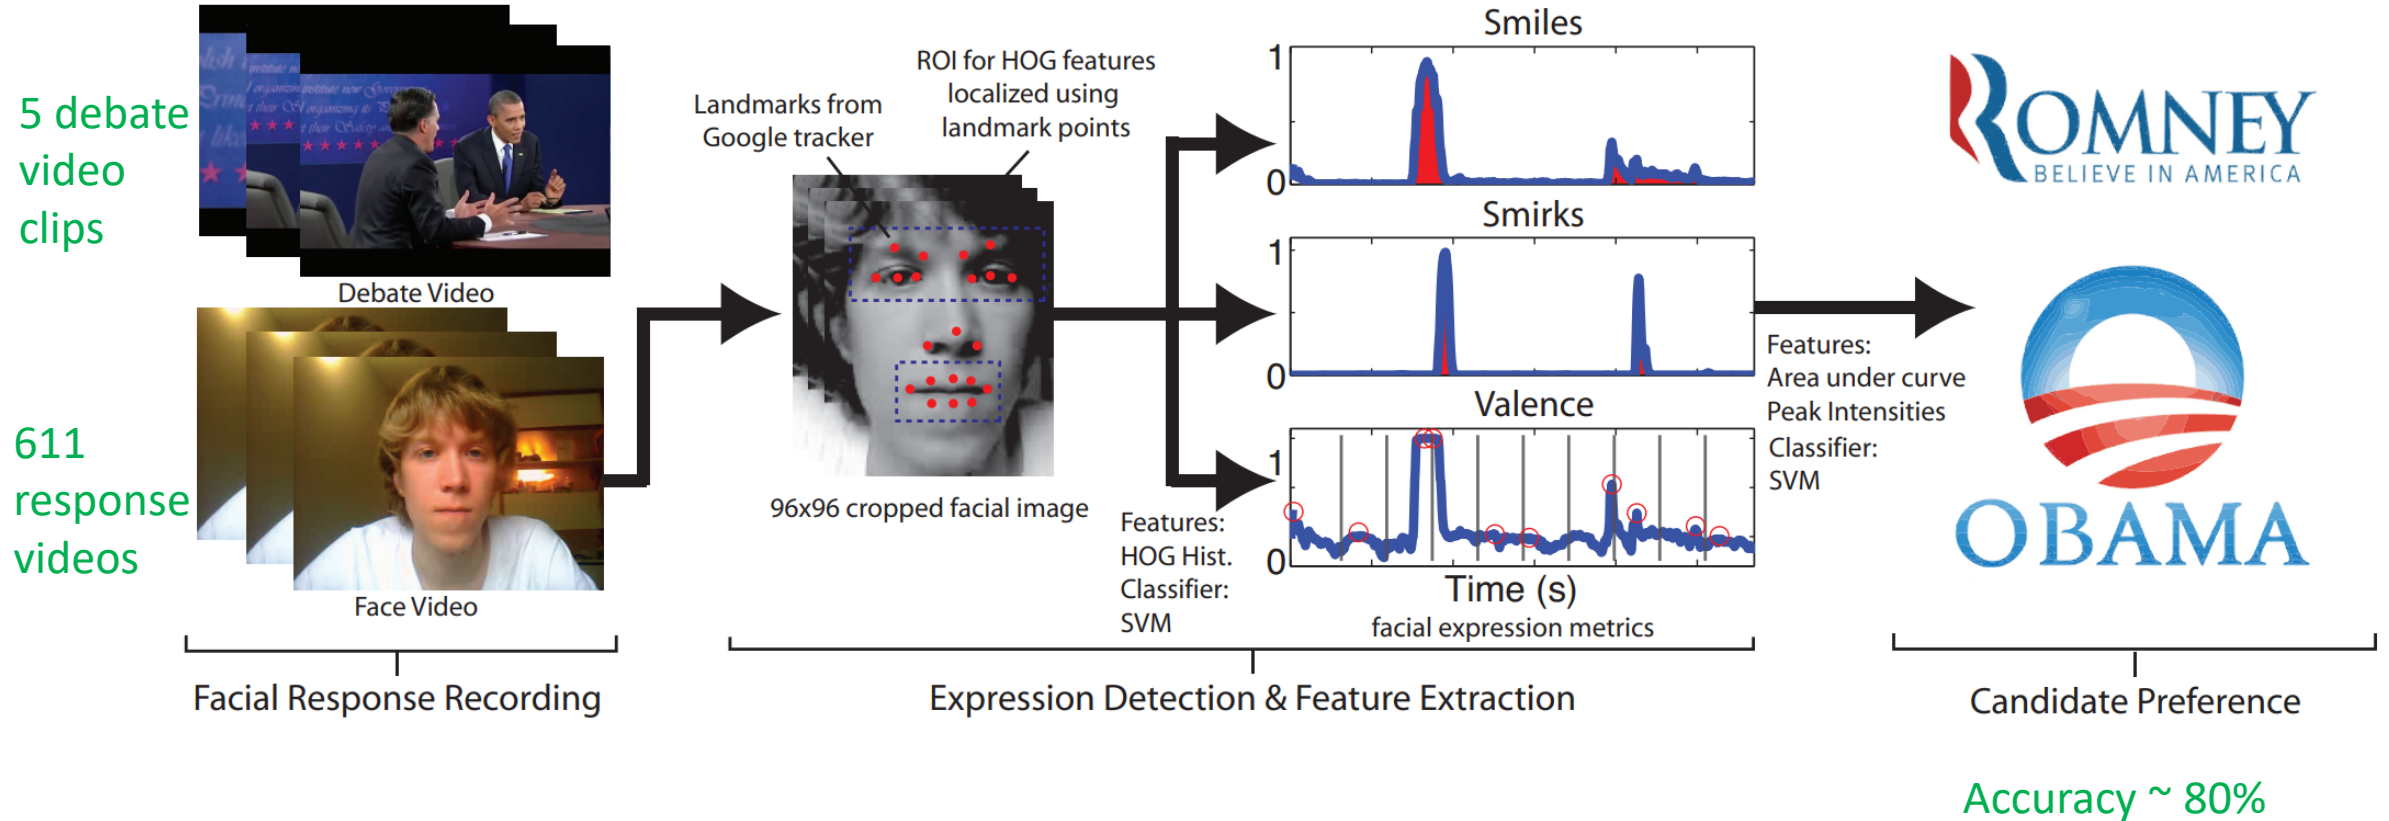 5 debate
video
clips
Debate Video
611
response
videos
Face Video
Facial Response Recording
Landmarks from
Google tracker
ROI for HOG features
localized using
landmark points
96x96 cropped facial image
Features:
HOG Hist.
Classifier:
SVM
Smiles
1
0
Smirks
1
0
Valence
1
0
Time (s)
facial expression metrics
Expression Detection & Feature Extraction
Features:
Area under curve
Peak Intensities
Classifier:
SVM
ROMNEY
BELIEVE IN AMERICA
OBAMA
Candidate Preference
Accuracy ~ 80%